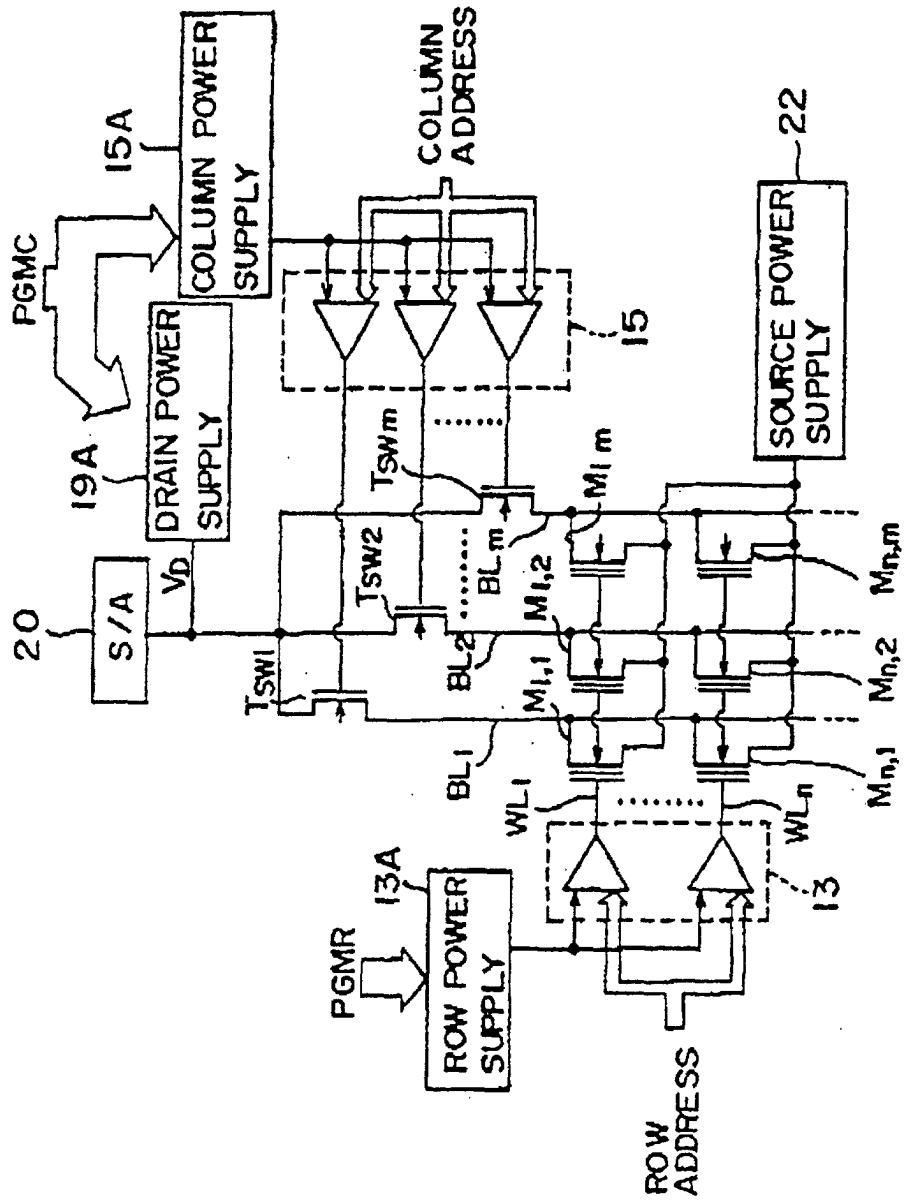 20
S/A
VD
19A
DRAIN POWER
SUPPLY
PGMC
15A
COLUMN POWER
SUPPLY
COLUMN
ADDRESS
15
TSW1
TSW2
TSWm
BL1
BL2
BLm
M1,1
M1,2
M1m
PGMR
13A
ROW POWER
SUPPLY
ROW
ADDRESS
13
WL1
WLn
Mn,1
Mn,2
Mn,m
22
SOURCE POWER
SUPPLY